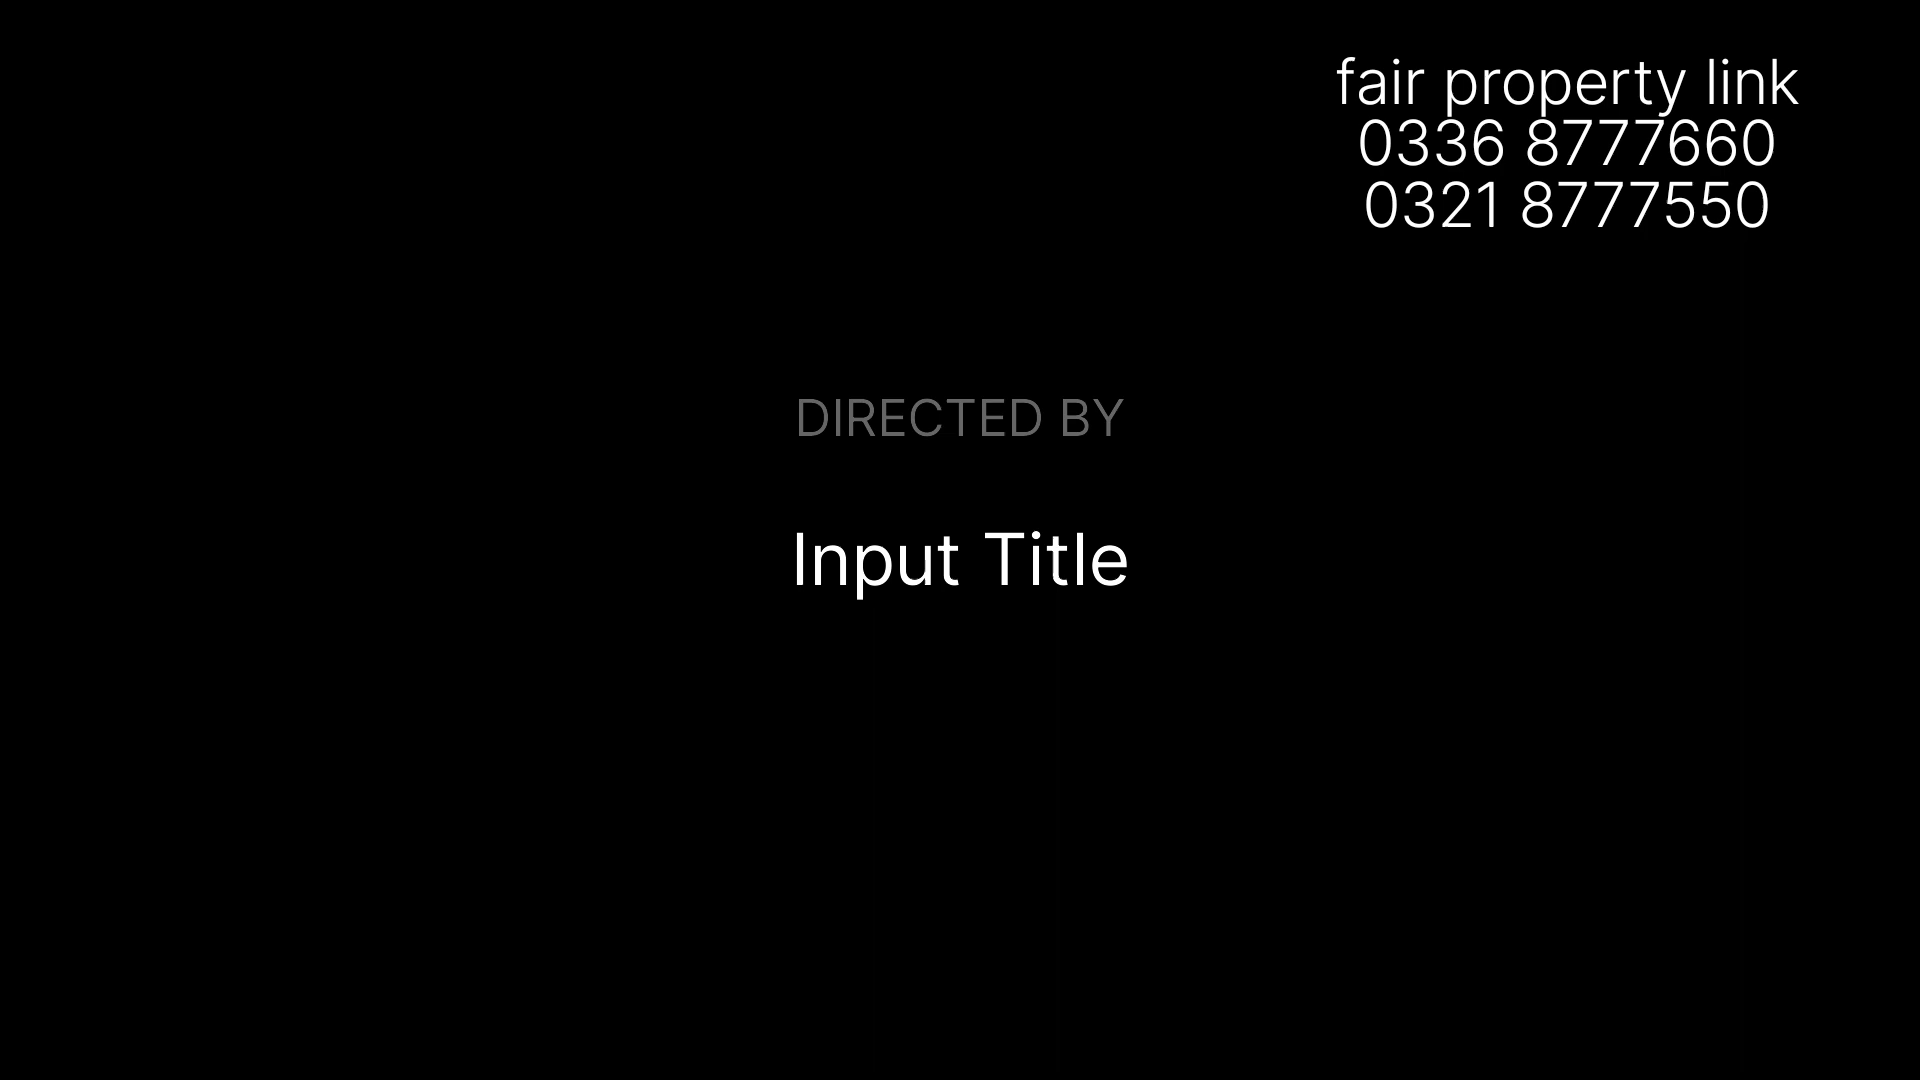 fair property link
0336 8777660
0321 8777550
DIRECTED BY
Input Title